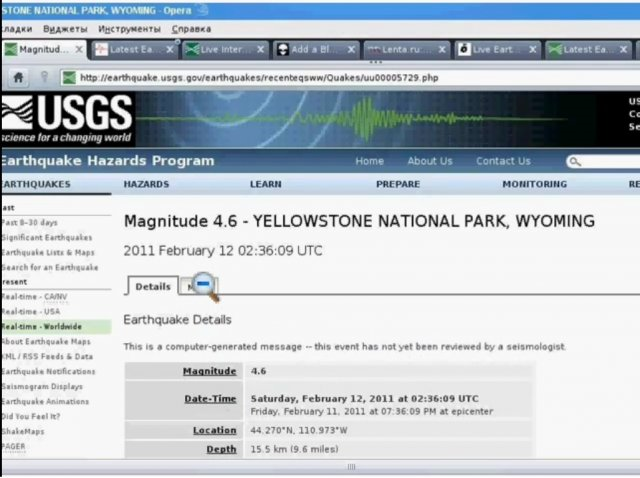 STONE NATIONAL PARK, WYOMING - Opera
ладки Виджеты Инструменты Справка
Magnitud... X Latest Ea... X Live Inter... X Add a Bl... X Lenta ru: ... X Live Eart... X Latest Ea... X
http://earthquake.usgs.gov/earthquakes/recenteqsww/Quakes/uu00005729.php
USGS
science for a changing world
US
Co
Se
Earthquake Hazards Program Home About Us Contact Us
EARTHQUAKES HAZARDS LEARN PREPARE MONITORING RE
ast
Past 8-30 days
Significant Earthquakes
Earthquake Lists & Maps
Search for an Earthquake
resent
Real-time - CA/NV
Real-time - USA
Real-time - Worldwide
About Earthquake Maps
KML / RSS Feeds & Data
Earthquake Notifications
Seismogram Displays
Earthquake Animations
Did You Feel It?
ShakeMaps
PAGER
Magnitude 4.6 - YELLOWSTONE NATIONAL PARK, WYOMING
2011 February 12 02:36:09 UTC
Details
Earthquake Details
This is a computer-generated message -- this event has not yet been reviewed by a seismologist.
Magnitude 4.6
Date-Time Saturday, February 12, 2011 at 02:36:09 UTC
Friday, February 11, 2011 at 07:36:09 PM at epicenter
Location 44.270°N, 110.973°W
Depth 15.5 km (9.6 miles)